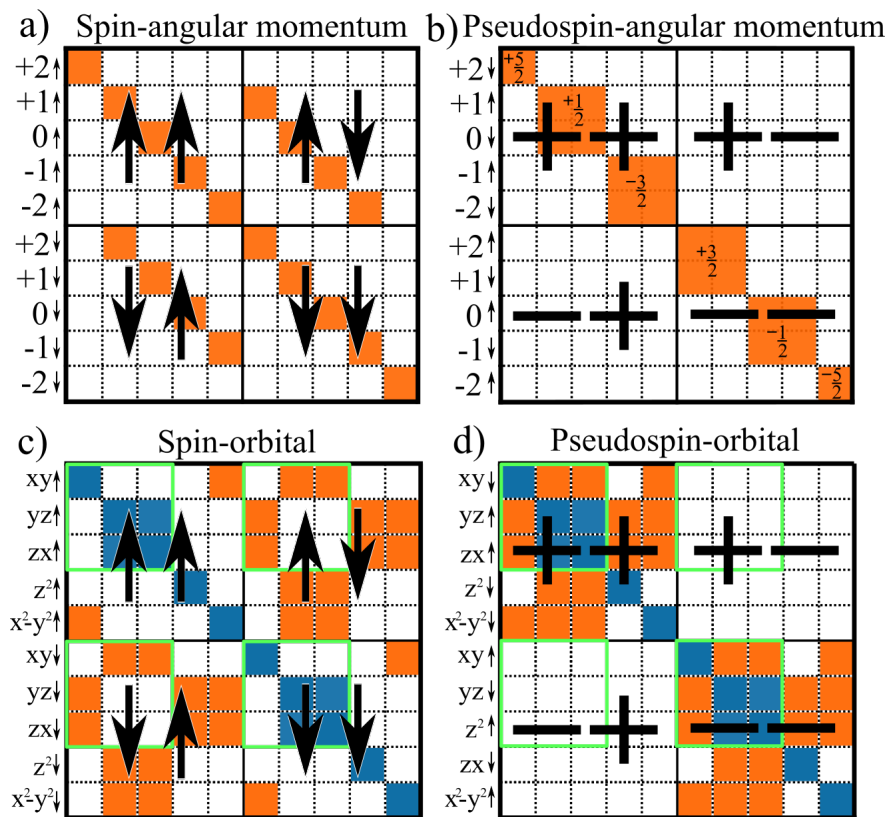 a) Spin-angular momentum
+2↑
+1↑
0↑
-1↑
-2↑
+2↓
+1↓
0↓
-1↓
-2↓
b) Pseudospin-angular momentum
+2↓
+1↑
0↓
-1↑
-2↓
+2↑
+1↓
0↑
-1↓
-2↑
+5/2
+1/2
-3/2
+3/2
-1/2
-5/2
c) Spin-orbital
xy↑
yz↑
zx↑
z²↑
x²-y²↑
xy↓
yz↓
zx↓
z²↓
x²-y²↓
d) Pseudospin-orbital
xy↓
yz↑
zx↑
z²↓
x²-y²↓
xy↑
yz↓
z²↑
zx↓
x²-y²↑